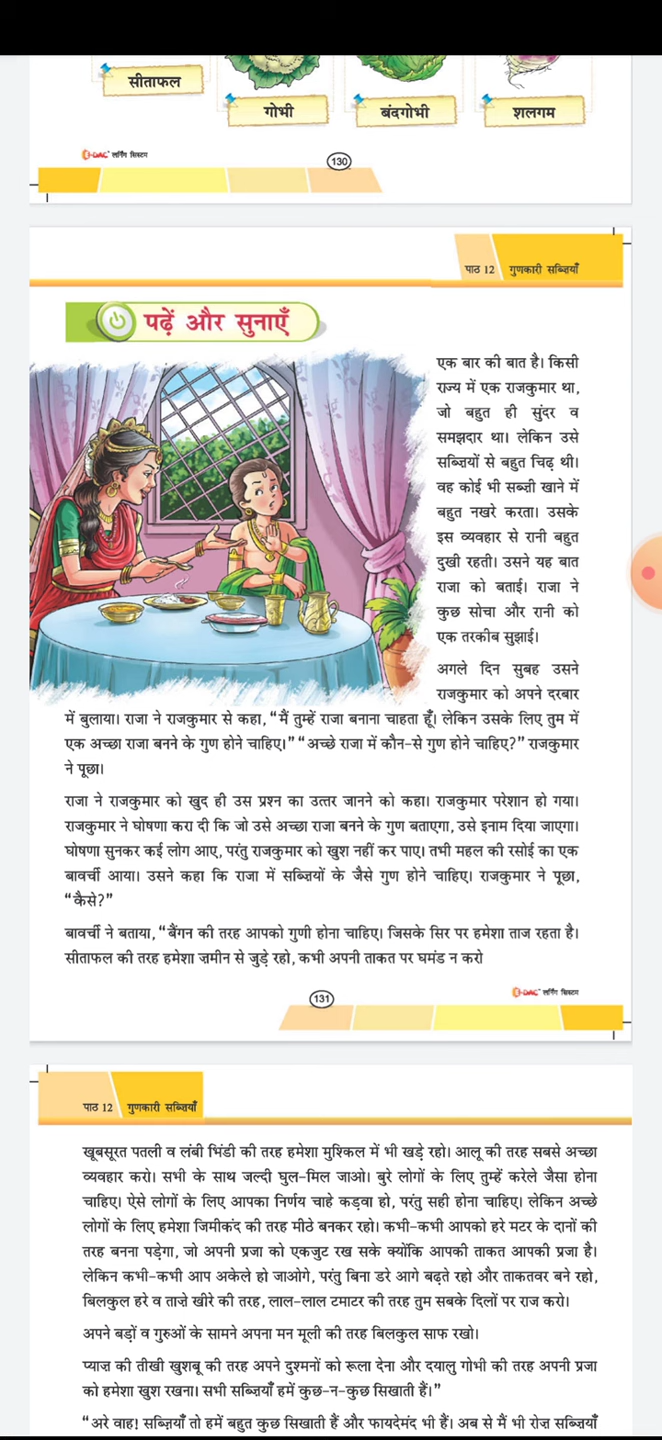 सीताफल
गोभी
बंदगोभी
शलगम
लर्निंग सिस्टम
130
पाठ 12 गुणकारी सब्ज़ियाँ
पढ़ें और सुनाएँ
एक बार की बात है। किसी
राज्य में एक राजकुमार था,
जो बहुत ही सुंदर व
समझदार था। लेकिन उसे
सब्ज़ियों से बहुत चिढ़ थी।
वह कोई भी सब्ज़ी खाने में
बहुत नखरे करता। उसके
इस व्यवहार से रानी बहुत
दुखी रहती। उसने यह बात
राजा को बताई। राजा ने
कुछ सोचा और रानी को
एक तरकीब सुझाई।
अगले दिन सुबह उसने
राजकुमार को अपने दरबार
में बुलाया। राजा ने राजकुमार से कहा, “मैं तुम्हें राजा बनाना चाहता हूँ। लेकिन उसके लिए तुम में
एक अच्छा राजा बनने के गुण होने चाहिए।” “अच्छे राजा में कौन-से गुण होने चाहिए?” राजकुमार
ने पूछा।
राजा ने राजकुमार को खुद ही उस प्रश्न का उत्तर जानने को कहा। राजकुमार परेशान हो गया।
राजकुमार ने घोषणा करा दी कि जो उसे अच्छा राजा बनने के गुण बताएगा, उसे इनाम दिया जाएगा।
घोषणा सुनकर कई लोग आए, परंतु राजकुमार को खुश नहीं कर पाए। तभी महल की रसोई का एक
बावर्ची आया। उसने कहा कि राजा में सब्ज़ियों के जैसे गुण होने चाहिए। राजकुमार ने पूछा,
“कैसे?”
बावर्ची ने बताया, “बैंगन की तरह आपको गुणी होना चाहिए। जिसके सिर पर हमेशा ताज रहता है।
सीताफल की तरह हमेशा ज़मीन से जुड़े रहो, कभी अपनी ताकत पर घमंड न करो
लर्निंग सिस्टम
131
पाठ 12 गुणकारी सब्ज़ियाँ
खूबसूरत पतली व लंबी भिंडी की तरह हमेशा मुश्किल में भी खड़े रहो। आलू की तरह सबसे अच्छा
व्यवहार करो। सभी के साथ जल्दी घुल-मिल जाओ। बुरे लोगों के लिए तुम्हें करेले जैसा होना
चाहिए। ऐसे लोगों के लिए आपका निर्णय चाहे कड़वा हो, परंतु सही होना चाहिए। लेकिन अच्छे
लोगों के लिए हमेशा जिमीकंद की तरह मीठे बनकर रहो। कभी-कभी आपको हरे मटर के दानों की
तरह बनना पड़ेगा, जो अपनी प्रजा को एकजुट रख सके क्योंकि आपकी ताकत आपकी प्रजा है।
लेकिन कभी-कभी आप अकेले हो जाओगे, परंतु बिना डरे आगे बढ़ते रहो और ताकतवर बने रहो,
बिलकुल हरे व ताज़े खीरे की तरह, लाल-लाल टमाटर की तरह तुम सबके दिलों पर राज करो।
अपने बड़ों व गुरुओं के सामने अपना मन मूली की तरह बिलकुल साफ रखो।
प्याज़ की तीखी खुशबू की तरह अपने दुश्मनों को रूला देना और दयालु गोभी की तरह अपनी प्रजा
को हमेशा खुश रखना। सभी सब्ज़ियाँ हमें कुछ-न-कुछ सिखाती हैं।”
“अरे वाह! सब्ज़ियाँ तो हमें बहुत कुछ सिखाती हैं और फायदेमंद भी हैं। अब से मैं भी रोज़ सब्ज़ियाँ